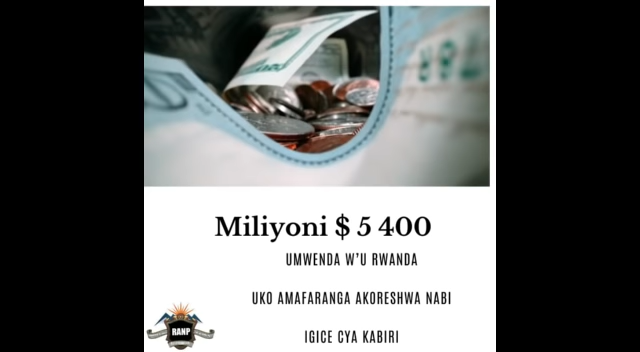 Miliyoni $ 5 400
UMWENDA W'U RWANDA
UKO AMAFARANGA AKORESHWA NABI
IGICE CYA KABIRI
RANP